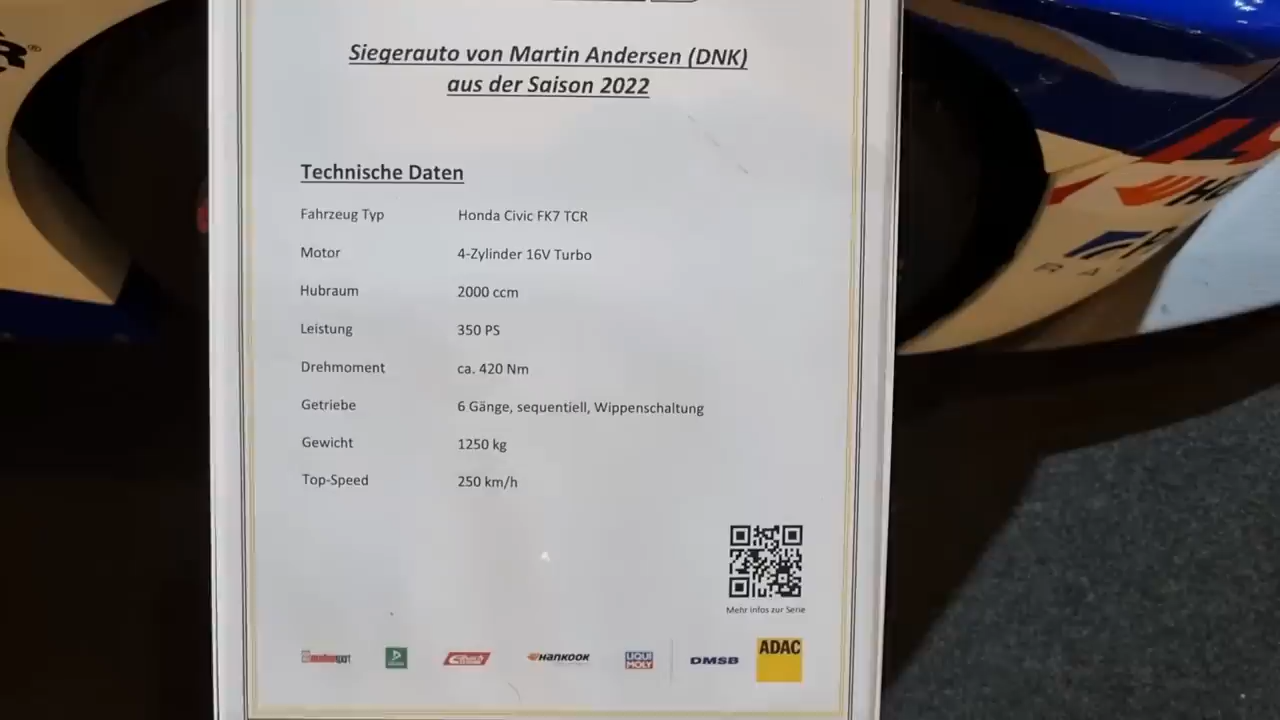 Siegerauto von Martin Andersen (DNK)
aus der Saison 2022
Technische Daten
Fahrzeug Typ Honda Civic FK7 TCR
Motor 4-Zylinder 16V Turbo
Hubraum 2000 ccm
Leistung 350 PS
Drehmoment ca. 420 Nm
Getriebe 6 Gänge, sequentiell, Wippenschaltung
Gewicht 1250 kg
Top-Speed 250 km/h
Mehr Infos zur Serie
HANKOOK
LIQUI
MOLY
DMSB
ADAC